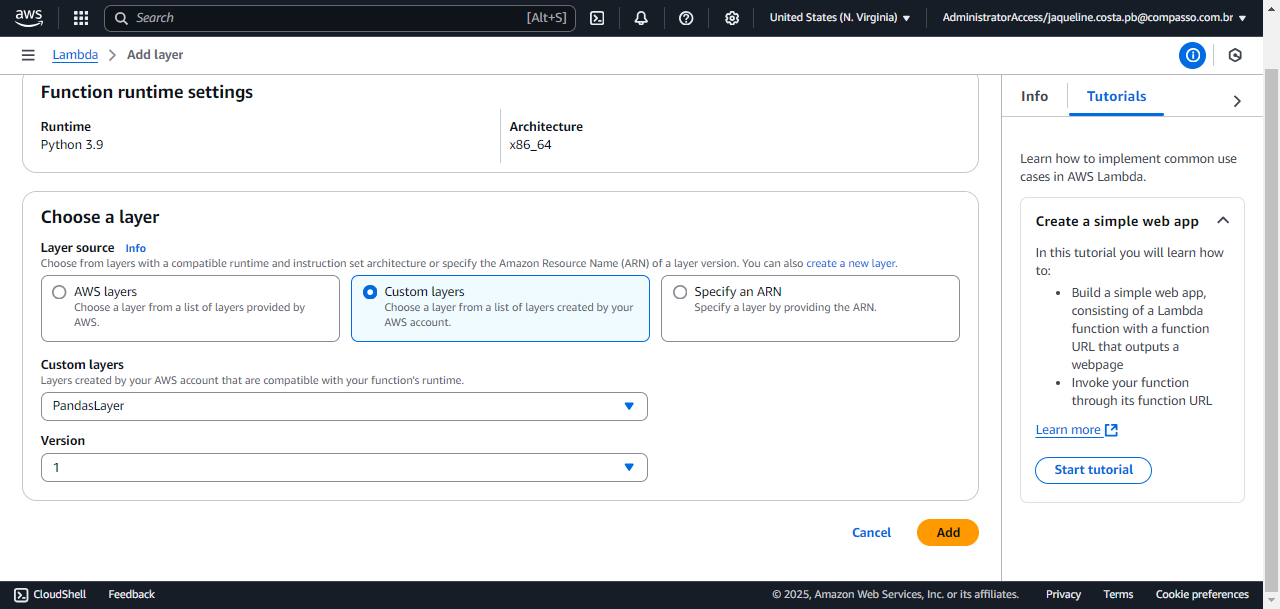 aws
Search
[Alt+S]
United States (N. Virginia)
AdministratorAccess/jaqueline.costa.pb@compasso.com.br
Lambda
Add layer
Function runtime settings
Runtime
Python 3.9
Architecture
x86_64
Choose a layer
Layer source Info
Choose from layers with a compatible runtime and instruction set architecture or specify the Amazon Resource Name (ARN) of a layer version. You can also create a new layer.
AWS layers
Choose a layer from a list of layers provided by
AWS.
Custom layers
Choose a layer from a list of layers created by your
AWS account.
Specify an ARN
Specify a layer by providing the ARN.
Custom layers
Layers created by your AWS account that are compatible with your function's runtime.
PandasLayer
Version
1
Cancel
Add
Info
Tutorials
Learn how to implement common use
cases in AWS Lambda.
Create a simple web app
In this tutorial you will learn how
to:
• Build a simple web app,
consisting of a Lambda
function with a function
URL that outputs a
webpage
• Invoke your function
through its function URL
Learn more
Start tutorial
CloudShell
Feedback
© 2025, Amazon Web Services, Inc. or its affiliates.
Privacy
Terms
Cookie preferences